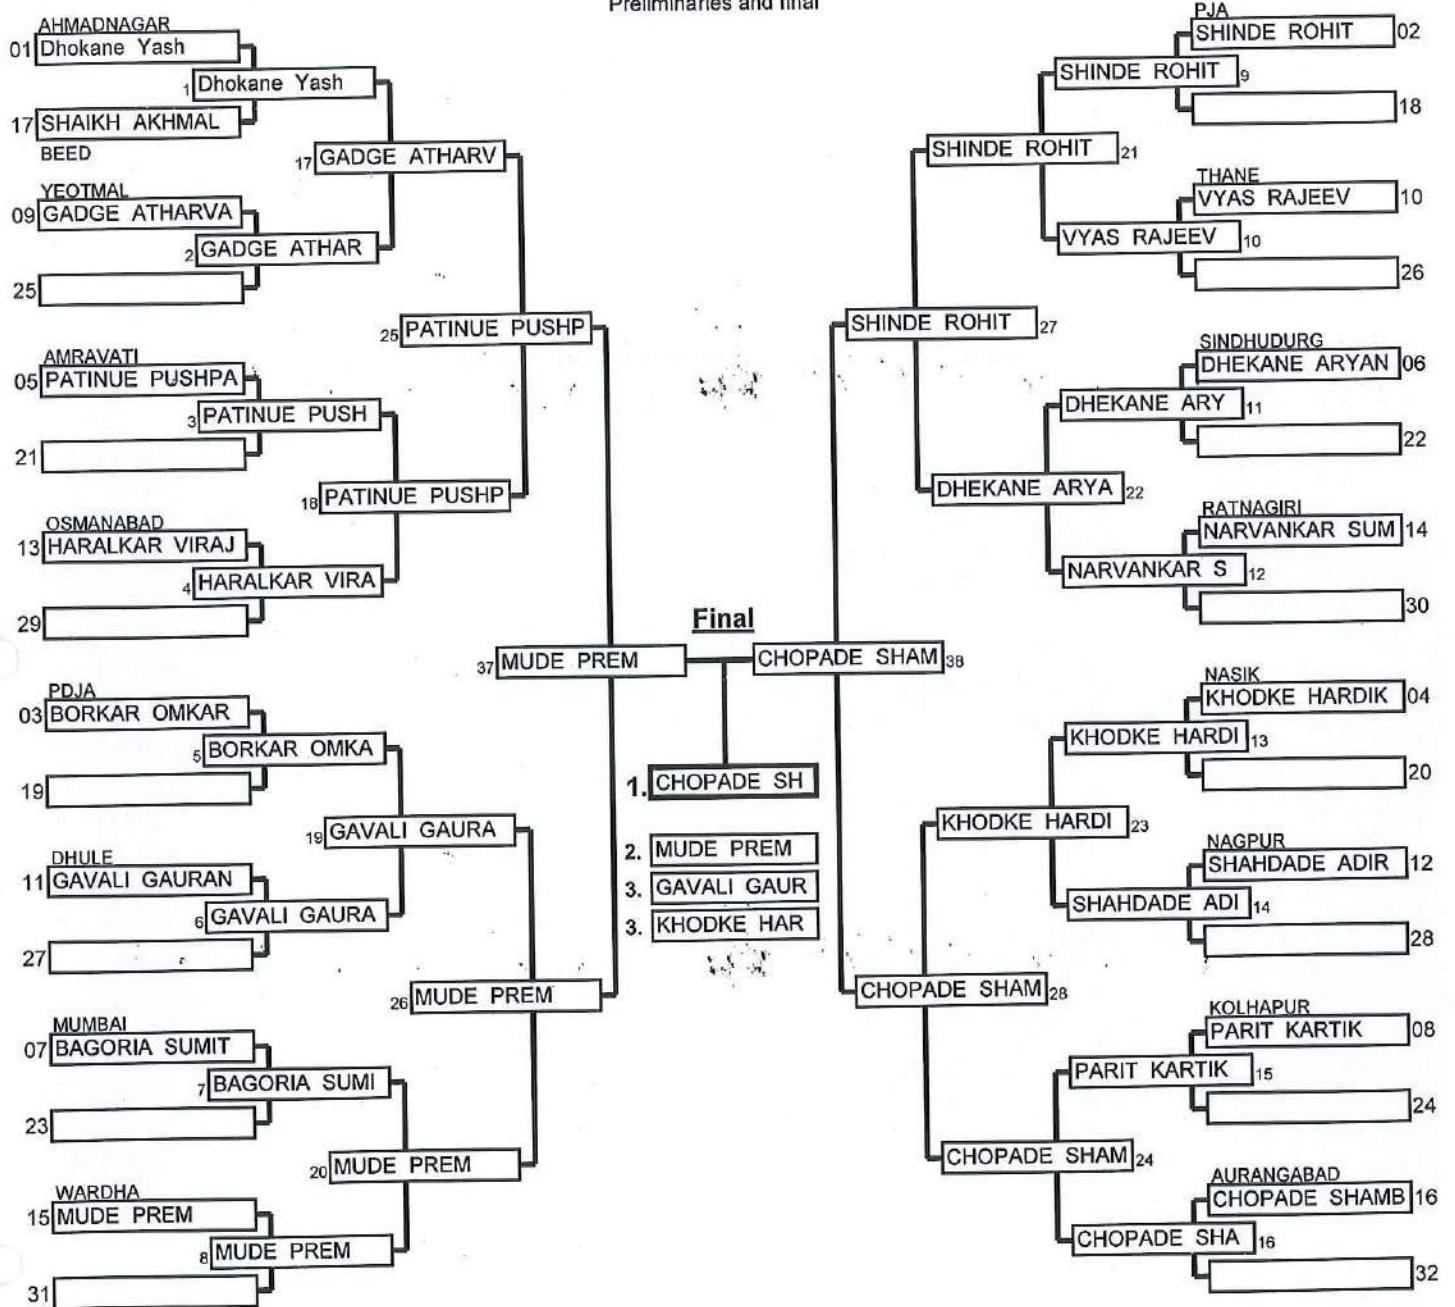 Preliminaries and final
AHMADNAGAR
01 Dhokane Yash
1 Dhokane Yash
17 SHAIKH AKHMAL
BEED
17 GADGE ATHARV
YEOTMAL
09 GADGE ATHARVA
2 GADGE ATHAR
25
25 PATINUE PUSHP
AMRAVATI
05 PATINUE PUSHPA
3 PATINUE PUSH
21
18 PATINUE PUSHP
OSMANABAD
13 HARALKAR VIRAJ
4 HARALKAR VIRA
29
37 MUDE PREM
PDJA
03 BORKAR OMKAR
5 BORKAR OMKA
19
19 GAVALI GAURA
DHULE
11 GAVALI GAURAN
6 GAVALI GAURA
27
26 MUDE PREM
MUMBAI
07 BAGORIA SUMIT
7 BAGORIA SUMI
23
20 MUDE PREM
WARDHA
15 MUDE PREM
8 MUDE PREM
31
Final
1. CHOPADE SH
2. MUDE PREM
3. GAVALI GAUR
3. KHODKE HAR
PJA
SHINDE ROHIT 02
SHINDE ROHIT 9
18
SHINDE ROHIT 21
THANE
VYAS RAJEEV 10
VYAS RAJEEV 10
26
SHINDE ROHIT 27
SINDHUDURG
DHEKANE ARYAN 06
DHEKANE ARY 11
22
DHEKANE ARYA 22
RATNAGIRI
NARVANKAR SUM 14
NARVANKAR S 12
30
CHOPADE SHAM 38
NASIK
KHODKE HARDIK 04
KHODKE HARDI 13
20
KHODKE HARDI 23
NAGPUR
SHAHDADE ADIR 12
SHAHDADE ADI 14
28
CHOPADE SHAM 28
KOLHAPUR
PARIT KARTIK 08
PARIT KARTIK 15
24
CHOPADE SHAM 24
AURANGABAD
CHOPADE SHAMB 16
CHOPADE SHA 16
32